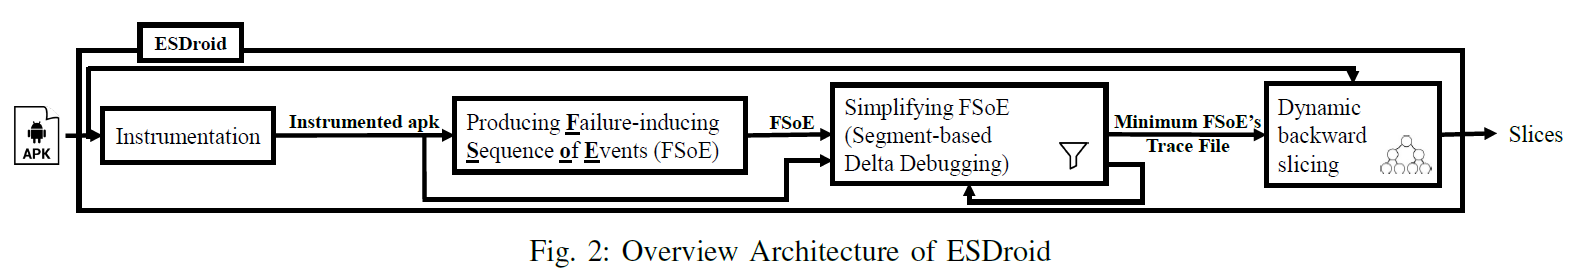 ESDroid
APK
Instrumentation
Instrumented apk
Producing Failure-inducing
Sequence of Events (FSoE)
FSoE
Simplifying FSoE
(Segment-based
Delta Debugging)
Minimum FSoE's
Trace File
Dynamic
backward
slicing
Slices
Fig. 2: Overview Architecture of ESDroid